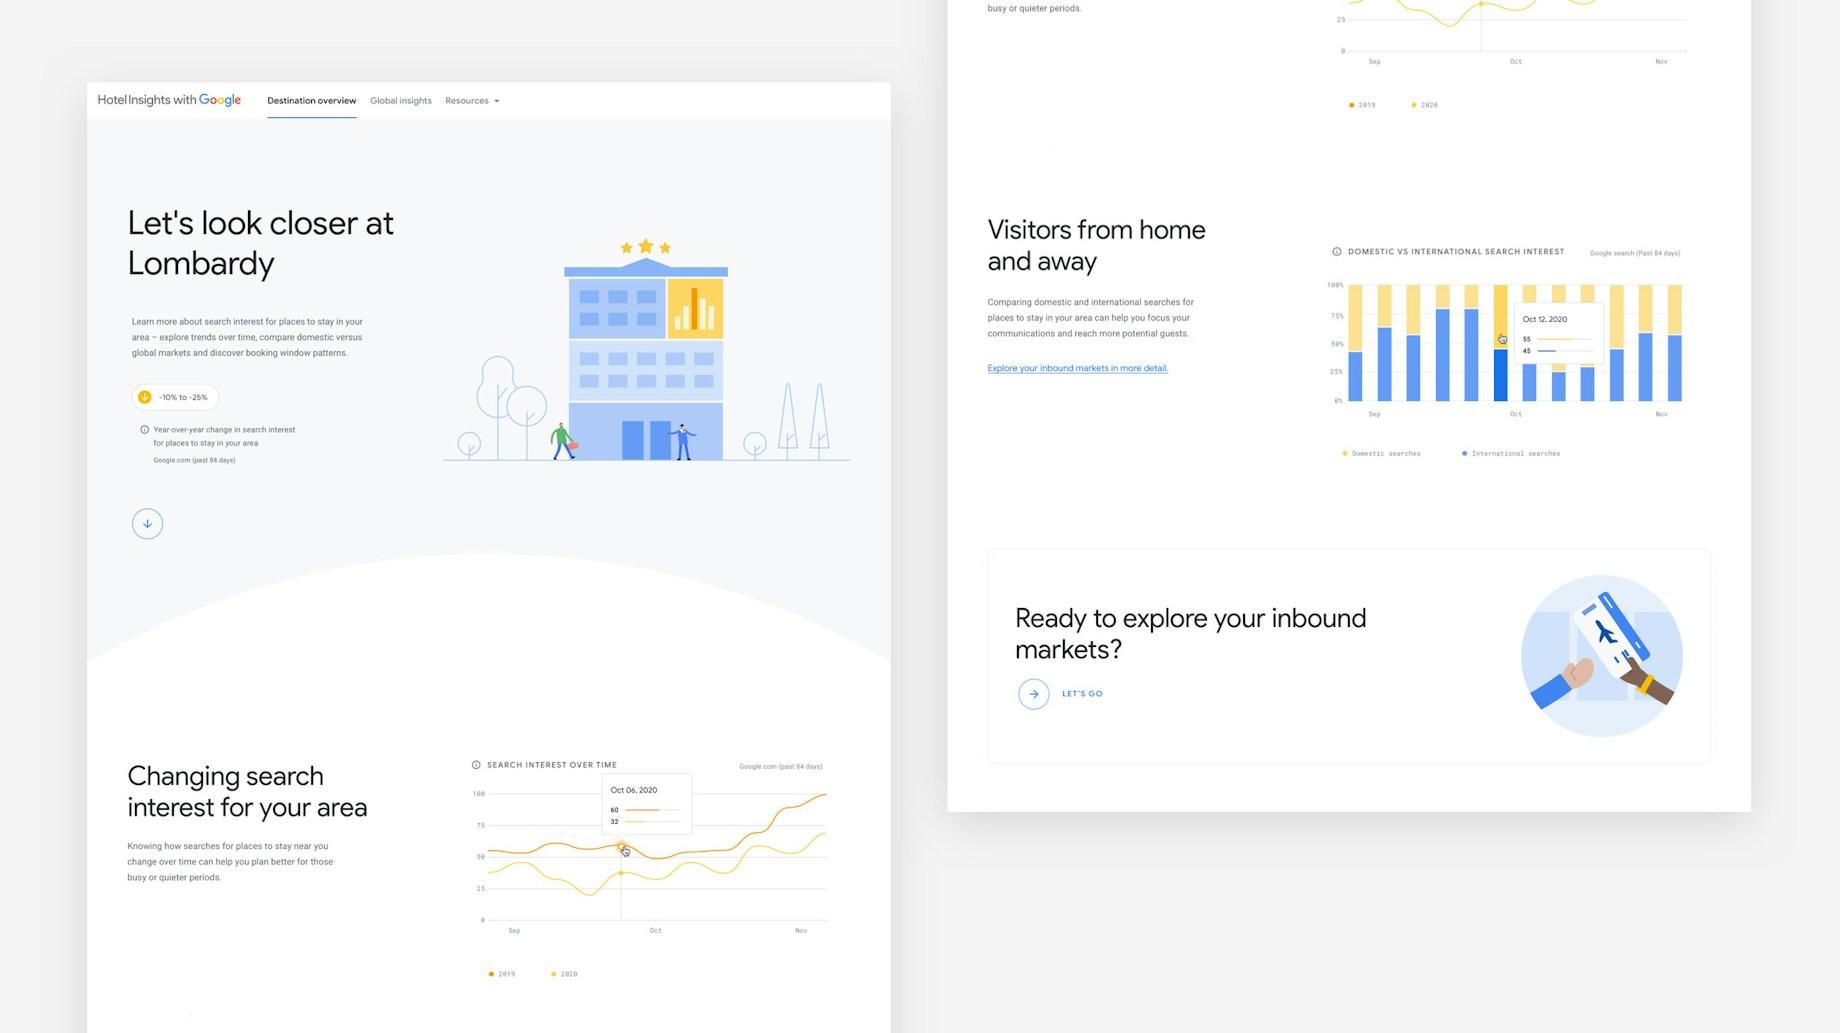 Hotel Insights with Google
Destination overview
Global insights
Resources
Let's look closer at
Lombardy
Learn more about search interest for places to stay in your
area – explore trends over time, compare domestic versus
global markets and discover booking window patterns.
-10% to -25%
Year-over-year change in search interest
for places to stay in your area
Google.com (past 84 days)
Changing search
interest for your area
Knowing how searches for places to stay near you
change over time can help you plan better for those
busy or quieter periods.
SEARCH INTEREST OVER TIME
Google.com (past 84 days)
Oct 06, 2020
60
32
100
75
50
25
0
Sep
Oct
Nov
2019
2020
busy or quieter periods.
25
0
Sep
Oct
Nov
2019
2020
Visitors from home
and away
Comparing domestic and international searches for
places to stay in your area can help you focus your
communications and reach more potential guests.
Explore your inbound markets in more detail.
DOMESTIC VS INTERNATIONAL SEARCH INTEREST
Google search (Past 84 days)
100%
75%
50%
25%
0%
Oct 12, 2020
55
45
Sep
Oct
Nov
Domestic searches
International searches
Ready to explore your inbound
markets?
LET'S GO